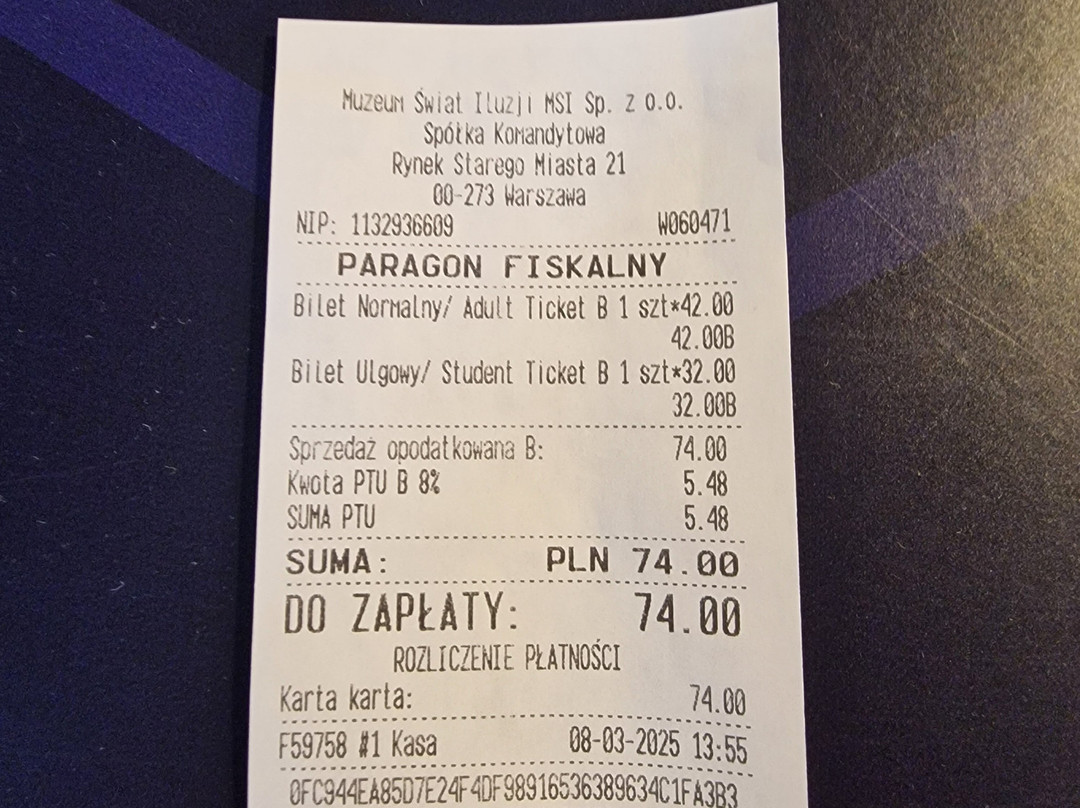 Muzeum Świat Iluzji MSI Sp. z o.o.
Spółka Komandytowa
Rynek Starego Miasta 21
00-273 Warszawa
NIP: 1132936609 W060471
PARAGON FISKALNY
Bilet Normalny/ Adult Ticket B 1 szt*42.00
42.00B
Bilet Ulgowy/ Student Ticket B 1 szt*32.00
32.00B
Sprzedaż opodatkowana B: 74.00
Kwota PTU B 8% 5.48
SUMA PTU 5.48
SUMA: PLN 74.00
DO ZAPŁATY: 74.00
ROZLICZENIE PŁATNOŚCI
Karta karta: 74.00
F59758 #1 Kasa 08-03-2025 13:55
0FC944EA85D7E24F4DF98916536389634C1FA3B3